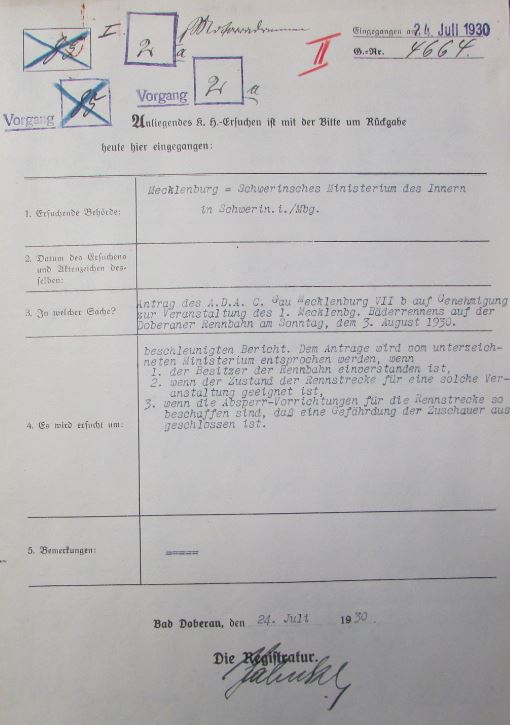 I 2 a Motorradrennen
85
II
Eingegangen am 24. Juli 1930
G.-Nr. 4664.
Vorgang 85
Vorgang 2 a
Anliegendes K. H.-Ersuchen ist mit der Bitte um Rückgabe
heute hier eingegangen:
1. Ersuchende Behörde:
Mecklenburg = Schwerinsches Ministerium des Innern
in Schwerin.i./Mbg.
2. Datum des Ersuchens
und Aktenzeichen des-
selben:
3. In welcher Sache?
Antrag des A.D.A. C. Gau Mecklenburg VII b auf Genehmigung
zur Veranstaltung des 1. Mecklenbg. Bäderrennens auf der
Doberaner Rennbahn am Sonntag, dem 3. August 1930.
4. Es wird ersucht um:
beschleunigten Bericht. Dem Antrage wird vom unterzeich-
neten Ministerium entsprochen werden, wenn
1. der Besitzer der Rennbahn einverstanden ist,
2. wenn der Zustand der Rennstrecke für eine solche Ver-
anstaltung geeignet ist,
3. wenn die Absperr-Vorrichtungen für die Rennstrecke so
beschaffen sind, daß eine Gefährdung der Zuschauer aus
geschlossen ist.
5. Bemerkungen:
=====
Bad Doberan, den 24. Juli 1930.
Die Registratur.